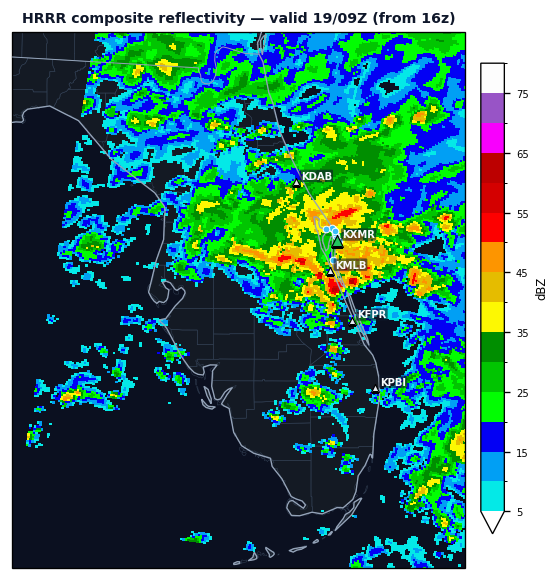 HRRR composite reflectivity — valid 19/09Z (from 16z)
KDAB
KXMR
KMLB
KFPR
KPBI
75
65
55
45
35
25
15
5
dBZ